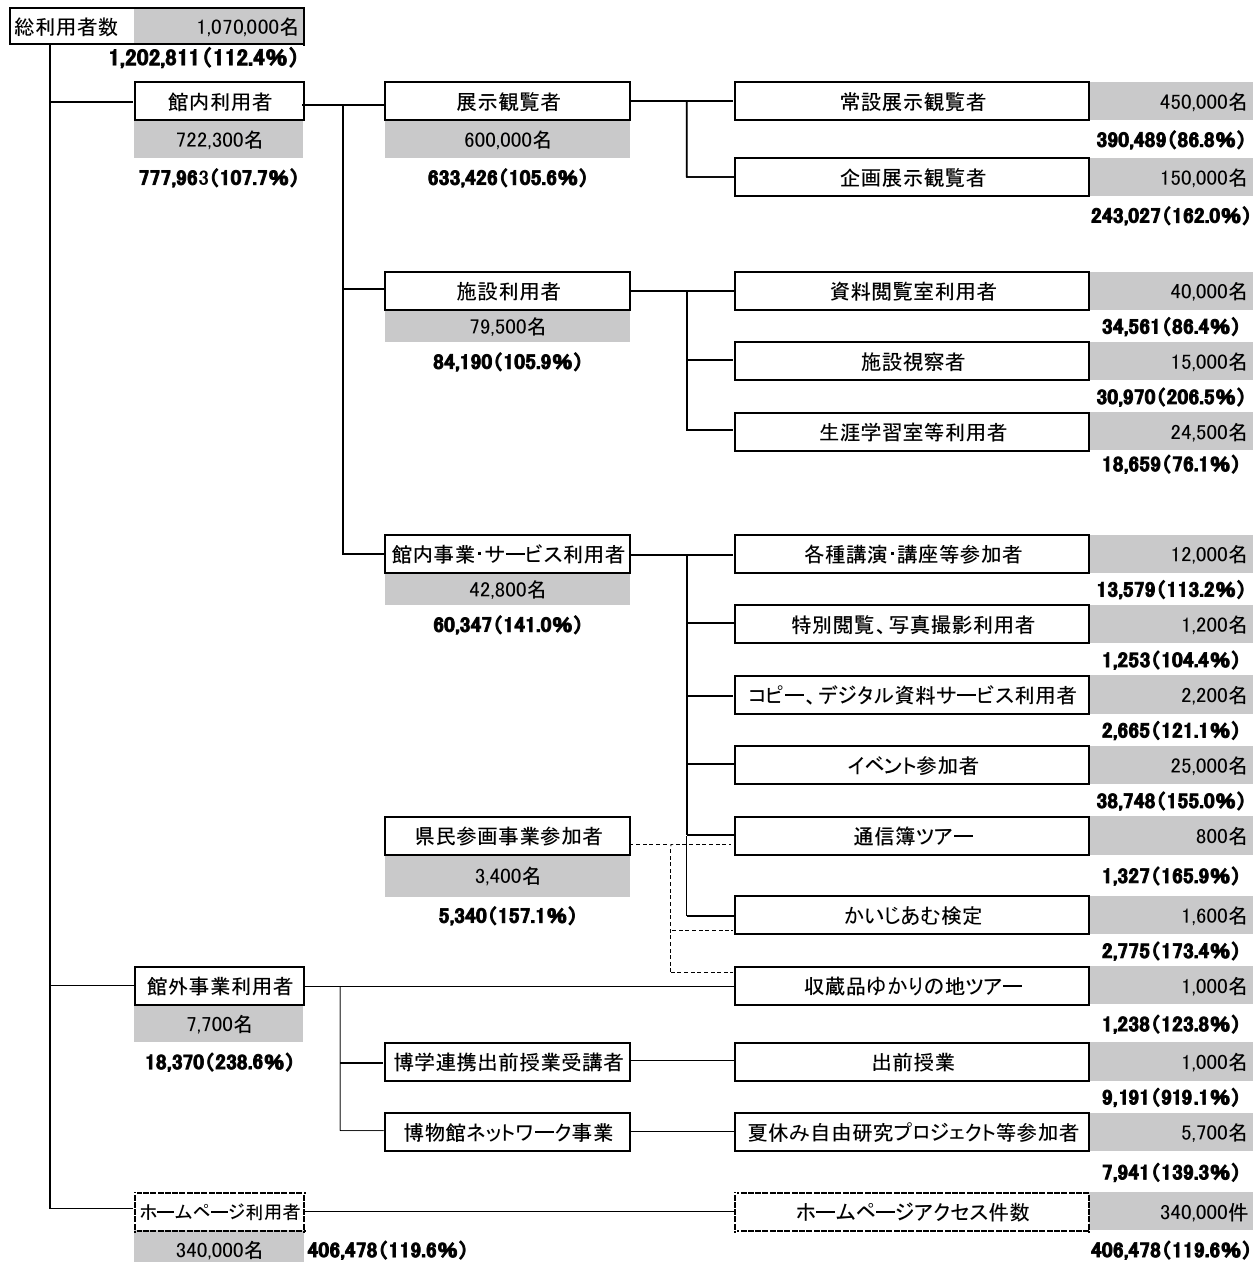 総利用者数 1,070,000名
1,202,811(112.4%)
館内利用者 展示観覧者 常設展示観覧者 450,000名
722,300名 600,000名 390,489(86.8%)
777,963(107.7%) 633,426(105.6%) 企画展示観覧者 150,000名
243,027(162.0%)
施設利用者 資料閲覧室利用者 40,000名
79,500名 34,561(86.4%)
84,190(105.9%) 施設視察者 15,000名
30,970(206.5%)
生涯学習室等利用者 24,500名
18,659(76.1%)
館内事業・サービス利用者 各種講演・講座等参加者 12,000名
42,800名 13,579(113.2%)
60,347(141.0%) 特別閲覧、写真撮影利用者 1,200名
1,253(104.4%)
コピー、デジタル資料サービス利用者 2,200名
2,665(121.1%)
イベント参加者 25,000名
38,748(155.0%)
県民参画事業参加者 通信簿ツアー 800名
3,400名 1,327(165.9%)
5,340(157.1%) かいじあむ検定 1,600名
2,775(173.4%)
館外事業利用者 収蔵品ゆかりの地ツアー 1,000名
7,700名 1,238(123.8%)
18,370(238.6%) 博学連携出前授業受講者 出前授業 1,000名
9,191(919.1%)
博物館ネットワーク事業 夏休み自由研究プロジェクト等参加者 5,700名
7,941(139.3%)
ホームページ利用者 ホームページアクセス件数 340,000件
340,000名 406,478(119.6%) 406,478(119.6%)